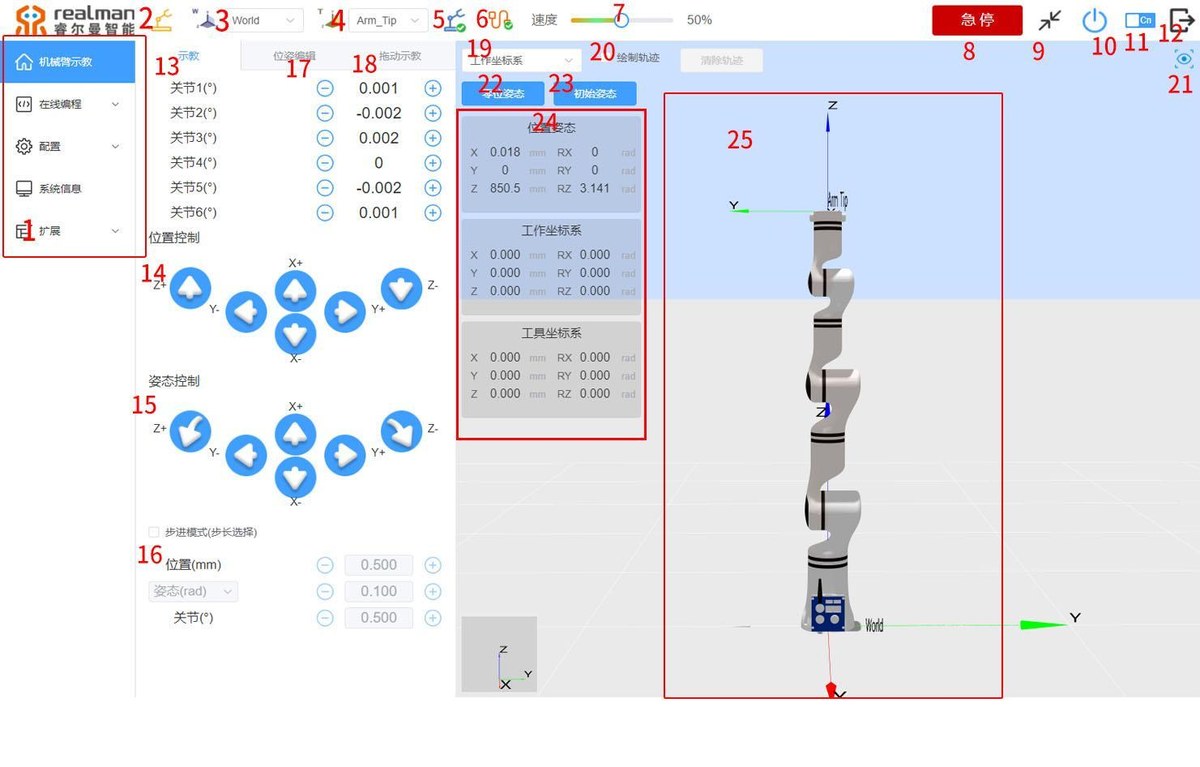 realman
睿尔曼智能
2
W
3
World
T
4
Arm_Tip
5
6
速度
7
50%
急停
8
9
10
Cn
11
12
机械臂示教
在线编程
配置
系统信息
扩展
1
示教
位姿编辑
拖动示教
13
17
18
关节1(°)
0.001
关节2(°)
-0.002
关节3(°)
0.002
关节4(°)
0
关节5(°)
-0.002
关节6(°)
0.001
位置控制
14
X+
Z+
Z-
Y-
Y+
X-
姿态控制
15
X+
Z+
Z-
Y-
Y+
X-
步进模式(步长选择)
16
位置(mm)
0.500
姿态(rad)
0.100
关节(°)
0.500
19
工作坐标系
20
绘制轨迹
清除轨迹
21
22
零位姿态
23
初始姿态
24
位置姿态
X 0.018 mm RX 0 rad
Y 0 mm RY 0 rad
Z 850.5 mm RZ 3.141 rad
工作坐标系
X 0.000 mm RX 0.000 rad
Y 0.000 mm RY 0.000 rad
Z 0.000 mm RZ 0.000 rad
工具坐标系
X 0.000 mm RX 0.000 rad
Y 0.000 mm RY 0.000 rad
Z 0.000 mm RZ 0.000 rad
25
Z
Y
Arm Tip
Z
World
Y
X
Z
Y
X